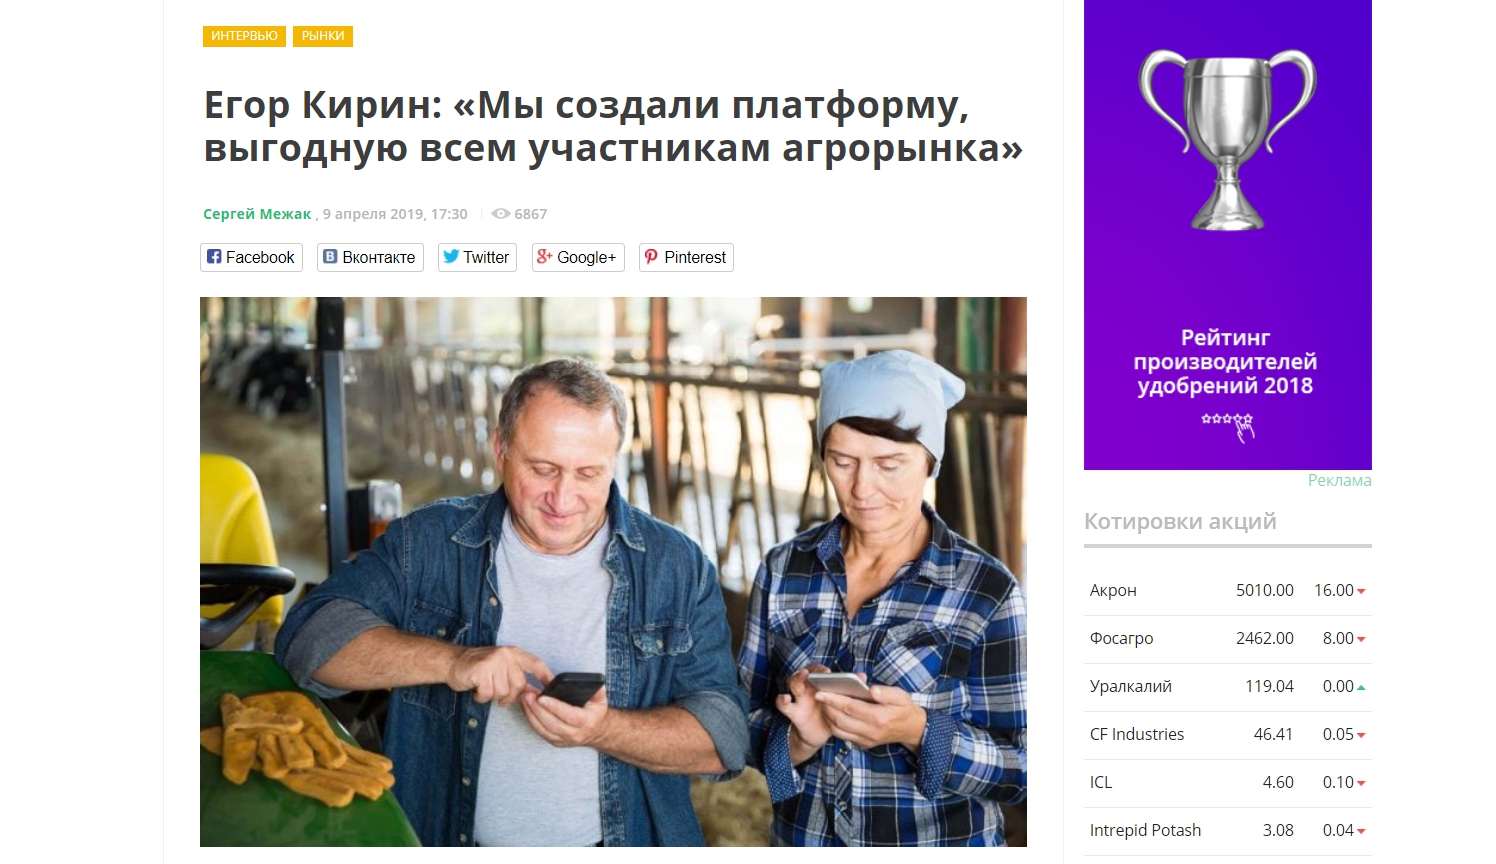 ИНТЕРВЬЮ РЫНКИ
Егор Кирин: «Мы создали платформу,
выгодную всем участникам агрорынка»
Сергей Межак , 9 апреля 2019, 17:30 6867
Facebook Вконтакте Twitter Google+ Pinterest
Рейтинг
производителей
удобрений 2018
Реклама
Котировки акций
Акрон 5010.00 16.00
Фосагро 2462.00 8.00
Уралкалий 119.04 0.00
CF Industries 46.41 0.05
ICL 4.60 0.10
Intrepid Potash 3.08 0.04